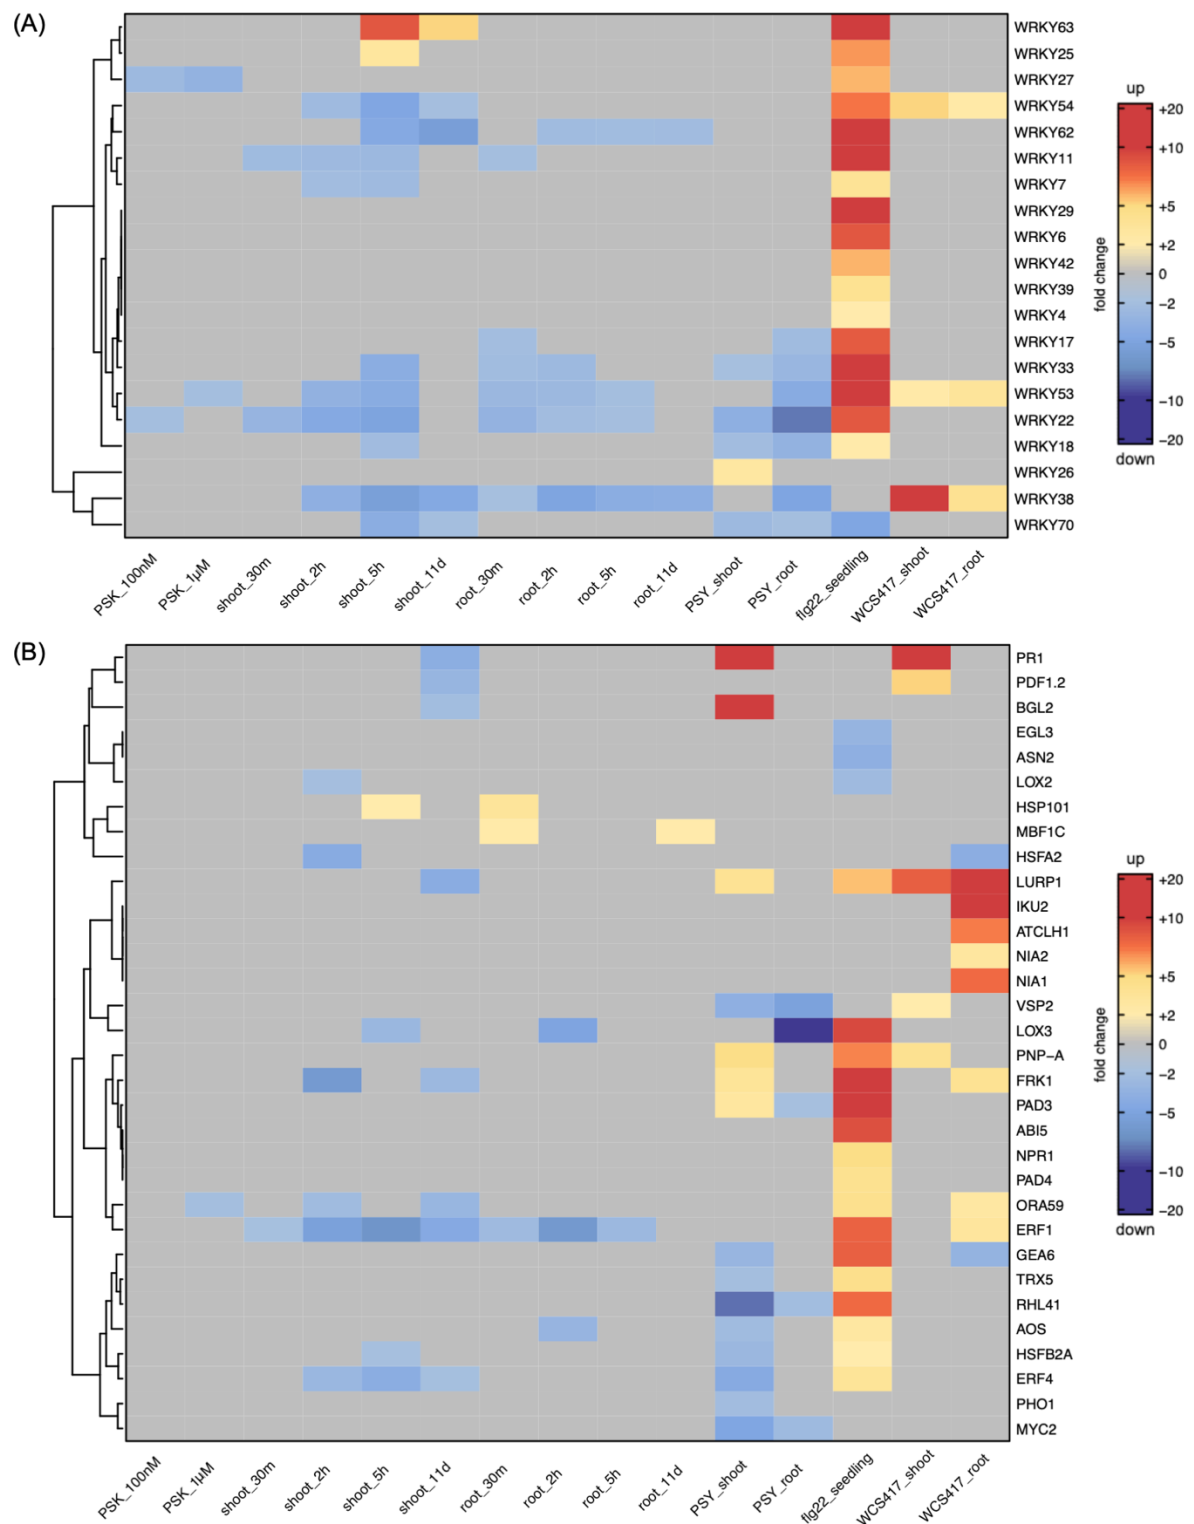 (A)
WRKY63
WRKY25
WRKY27
WRKY54
WRKY62
WRKY11
WRKY7
WRKY29
WRKY6
WRKY42
WRKY39
WRKY4
WRKY17
WRKY33
WRKY53
WRKY22
WRKY18
WRKY26
WRKY38
WRKY70
up
+20
+10
+5
+2
0
−2
−5
−10
−20
down
fold change
PSK_100nM
PSK_1µM
shoot_30m
shoot_2h
shoot_5h
shoot_11d
root_30m
root_2h
root_5h
root_11d
PSY_shoot
PSY_root
flg22_seedling
WCS417_shoot
WCS417_root
(B)
PR1
PDF1.2
BGL2
EGL3
ASN2
LOX2
HSP101
MBF1C
HSFA2
LURP1
IKU2
ATCLH1
NIA2
NIA1
VSP2
LOX3
PNP−A
FRK1
PAD3
ABI5
NPR1
PAD4
ORA59
ERF1
GEA6
TRX5
RHL41
AOS
HSFB2A
ERF4
PHO1
MYC2
up
+20
+10
+5
+2
0
−2
−5
−10
−20
down
fold change
PSK_100nM
PSK_1µM
shoot_30m
shoot_2h
shoot_5h
shoot_11d
root_30m
root_2h
root_5h
root_11d
PSY_shoot
PSY_root
flg22_seedling
WCS417_shoot
WCS417_root